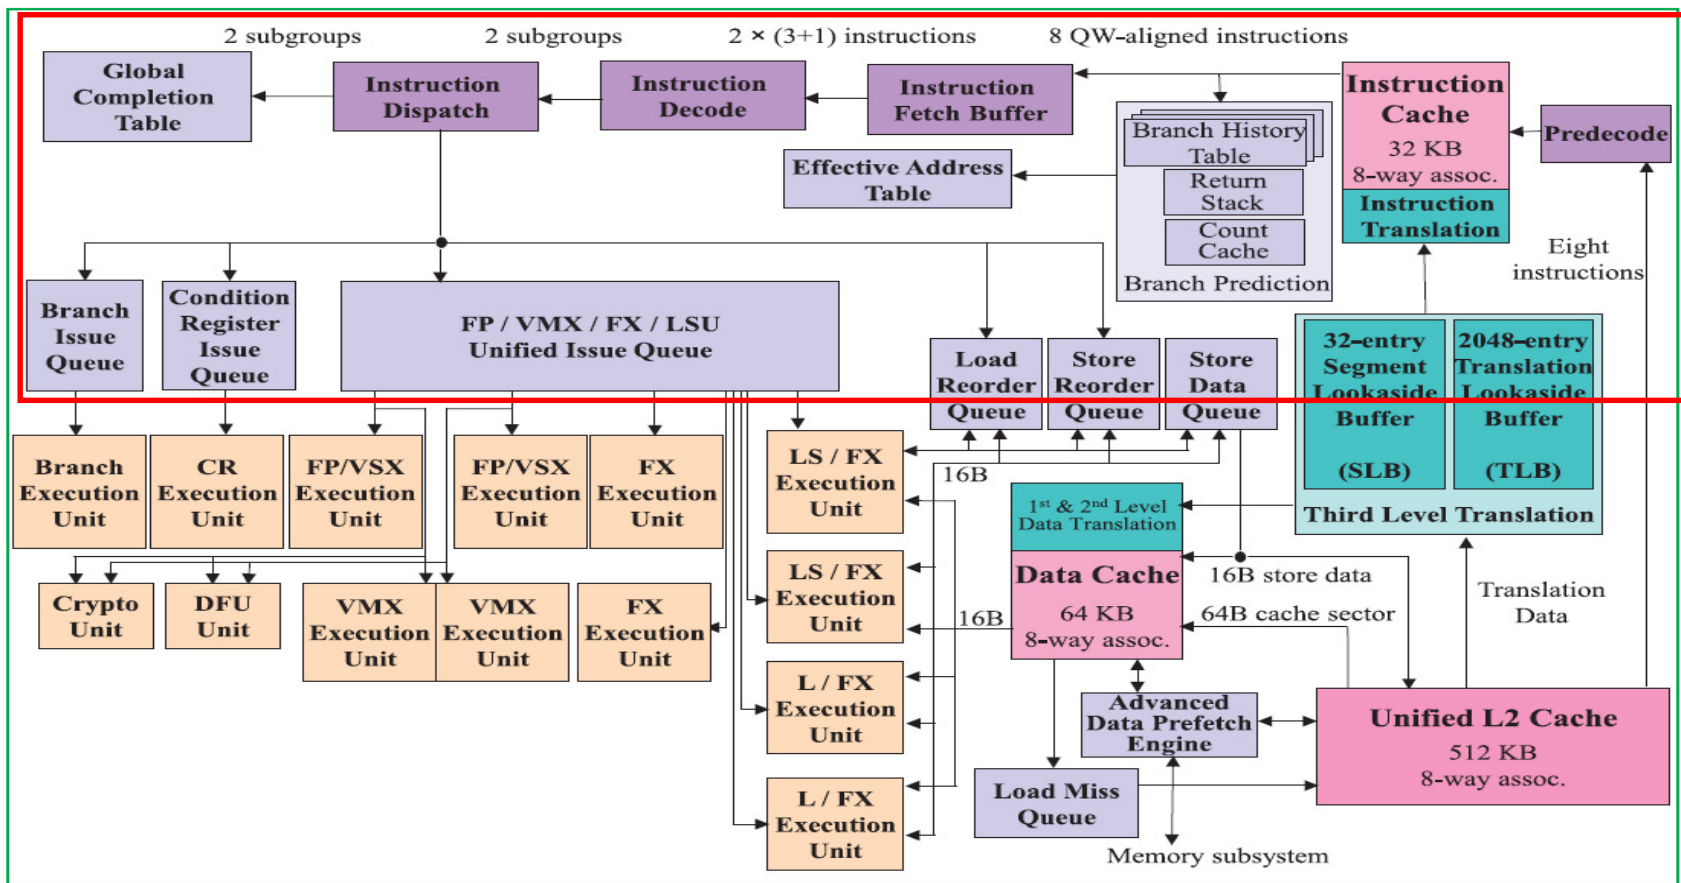 2 subgroups
2 subgroups
2 × (3+1) instructions
8 QW-aligned instructions
Global
Completion
Table
Instruction
Dispatch
Instruction
Decode
Instruction
Fetch Buffer
Instruction
Cache
32 KB
8-way assoc.
Instruction
Translation
Predecode
Branch History
Table
Return
Stack
Count
Cache
Branch Prediction
Effective Address
Table
Eight
instructions
Branch
Issue
Queue
Condition
Register
Issue
Queue
FP / VMX / FX / LSU
Unified Issue Queue
Load
Reorder
Queue
Store
Reorder
Queue
Store
Data
Queue
32-entry
Segment
Lookaside
Buffer
(SLB)
2048-entry
Translation
Lookaside
Buffer
(TLB)
Third Level Translation
Branch
Execution
Unit
CR
Execution
Unit
FP/VSX
Execution
Unit
FP/VSX
Execution
Unit
FX
Execution
Unit
LS / FX
Execution
Unit
16B
1st & 2nd Level
Data Translation
Data Cache
64 KB
8-way assoc.
16B store data
64B cache sector
Translation
Data
Crypto
Unit
DFU
Unit
VMX
Execution
Unit
VMX
Execution
Unit
FX
Execution
Unit
LS / FX
Execution
Unit
16B
L / FX
Execution
Unit
Advanced
Data Prefetch
Engine
Unified L2 Cache
512 KB
8-way assoc.
L / FX
Execution
Unit
Load Miss
Queue
Memory subsystem